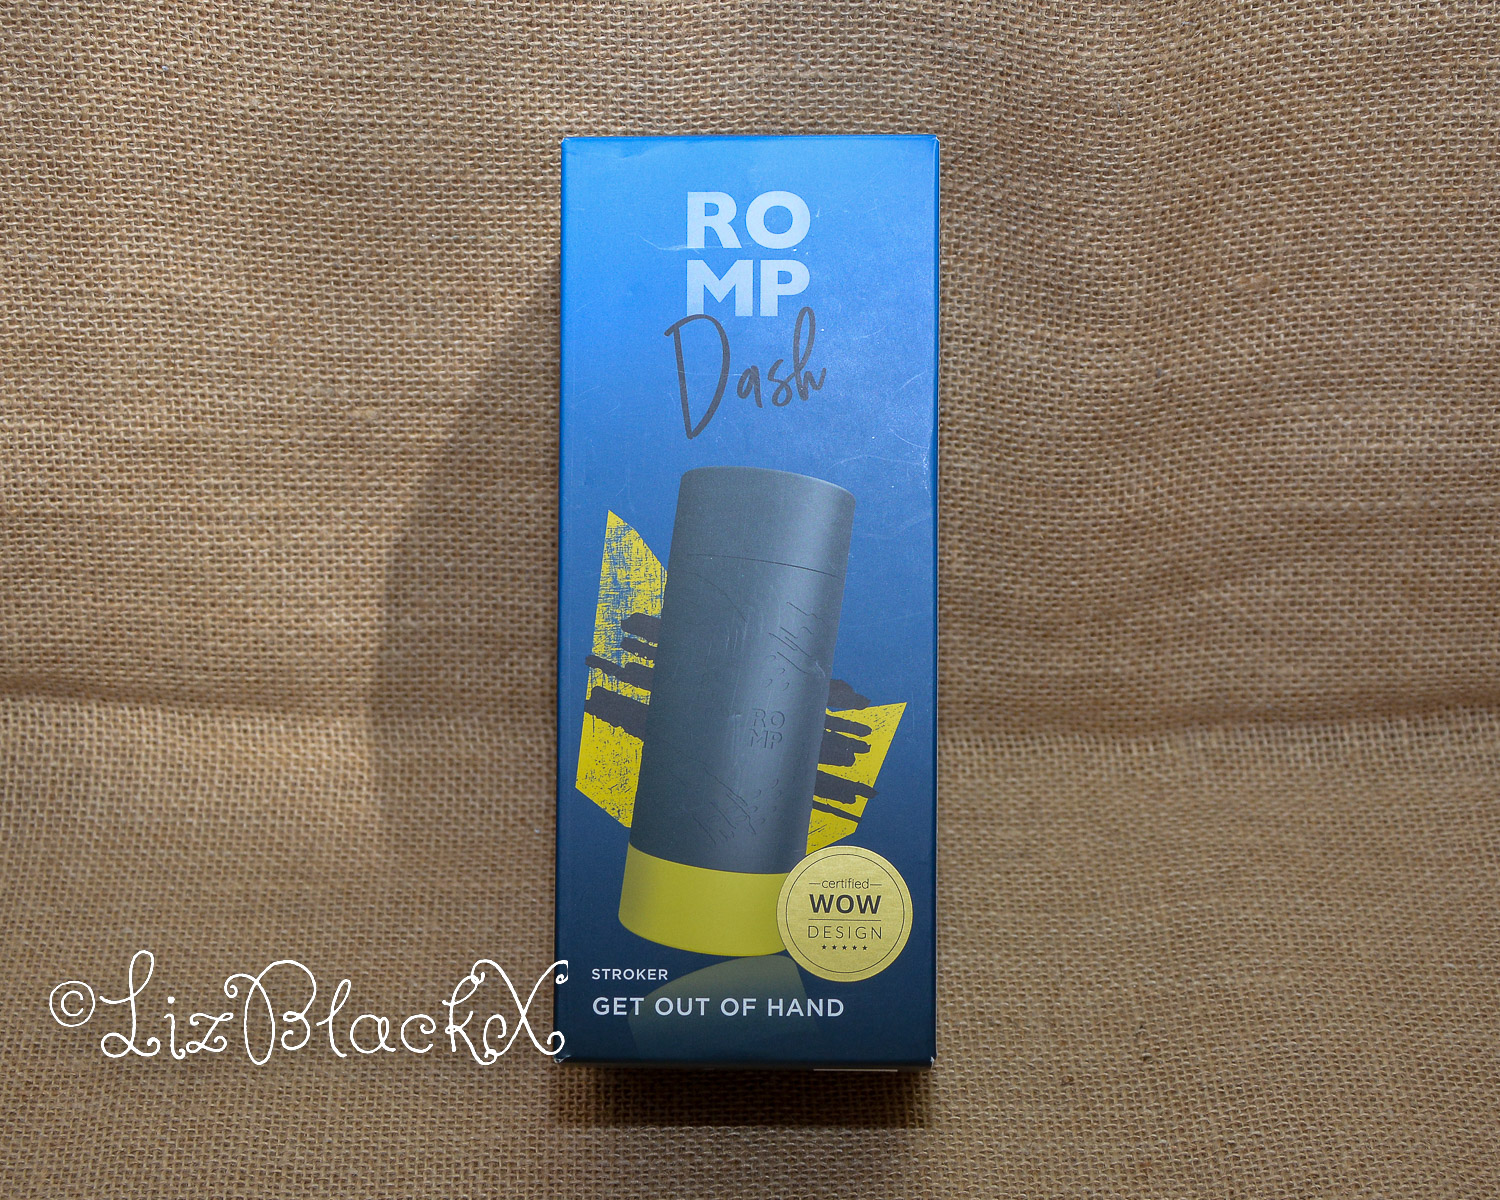 RO
MP
Dash
RO
MP
certified
WOW
DESIGN
STROKER
GET OUT OF HAND
©LizBlackX